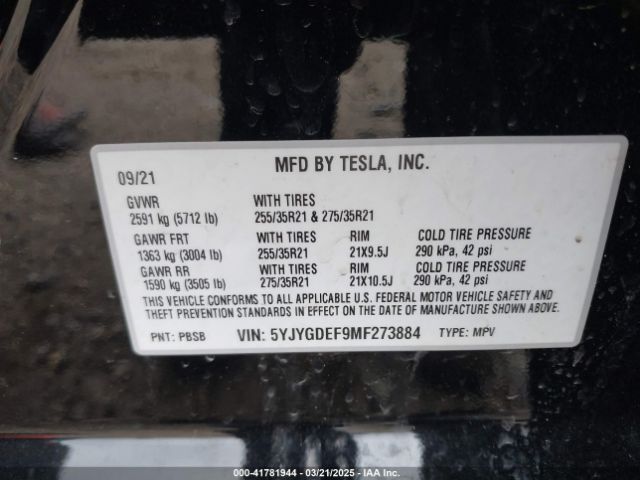 MFD BY TESLA, INC.
09/21
GVWR WITH TIRES
2591 kg (5712 lb) 255/35R21 & 275/35R21
GAWR FRT WITH TIRES RIM COLD TIRE PRESSURE
1363 kg (3004 lb) 255/35R21 21X9.5J 290 kPa, 42 psi
GAWR RR WITH TIRES RIM COLD TIRE PRESSURE
1590 kg (3505 lb) 275/35R21 21X10.5J 290 kPa, 42 psi
THIS VEHICLE CONFORMS TO ALL APPLICABLE U.S. FEDERAL MOTOR VEHICLE SAFETY AND
THEFT PREVENTION STANDARDS IN EFFECT ON THE DATE OF MANUFACTURE SHOWN ABOVE.
PNT: PBSB VIN: 5YJYGDEF9MF273884 TYPE: MPV
000-41781944 — 03/21/2025 — IAA Inc.